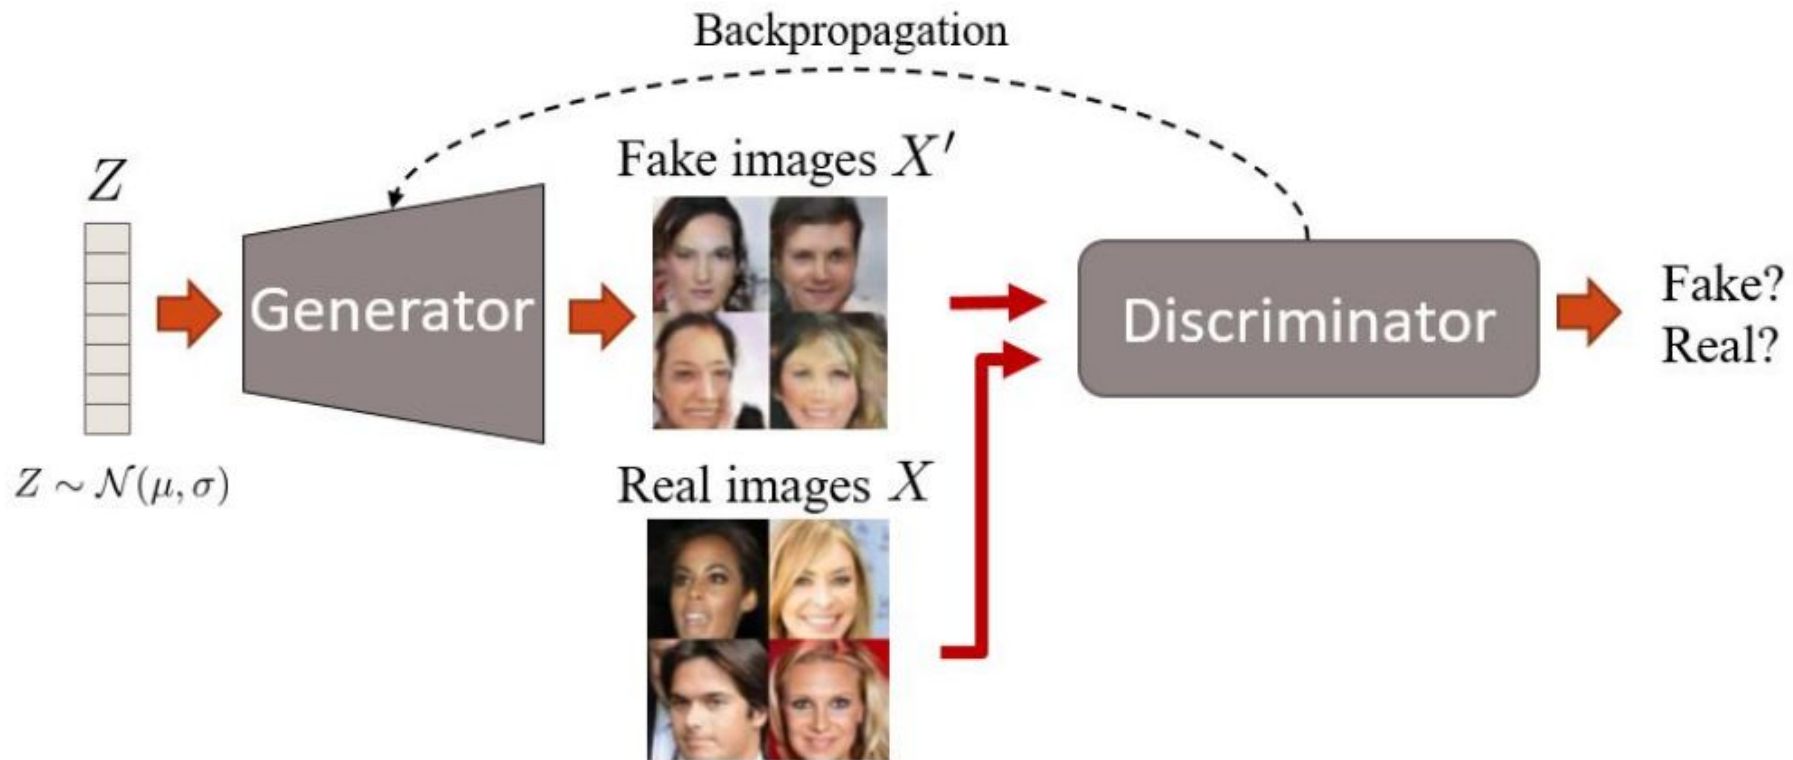 Backpropagation
Z
Fake images X′
Generator
Discriminator
Fake?
Real?
Z ∼ 𝒩(μ, σ)
Real images X